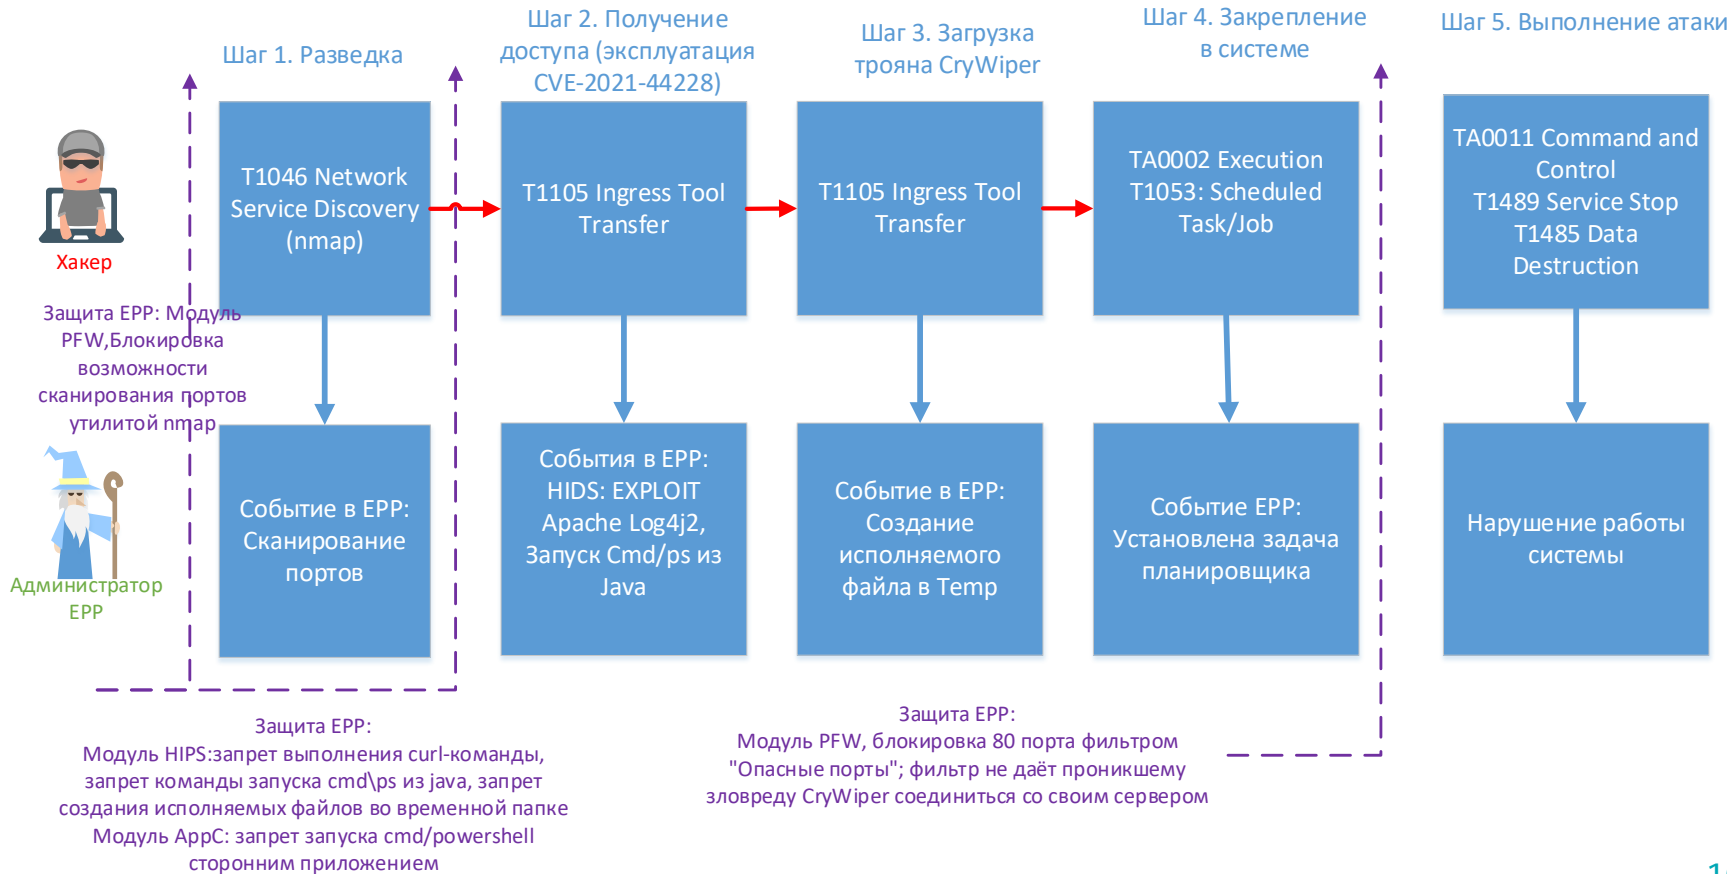 Шаг 1. Разведка
Шаг 2. Получение
доступа (эксплуатация
CVE-2021-44228)
Шаг 3. Загрузка
трояна CryWiper
Шаг 4. Закрепление
в системе
Шаг 5. Выполнение атаки
Хакер
T1046 Network
Service Discovery
(nmap)
T1105 Ingress Tool
Transfer
T1105 Ingress Tool
Transfer
TA0002 Execution
T1053: Scheduled
Task/Job
TA0011 Command and
Control
T1489 Service Stop
T1485 Data
Destruction
Защита EPP: Модуль
PFW,Блокировка
возможности
сканирования портов
утилитой nmap
Администратор
EPP
Событие в EPP:
Сканирование
портов
События в EPP:
HIDS: EXPLOIT
Apache Log4j2,
Запуск Cmd/ps из
Java
Событие в EPP:
Создание
исполняемого
файла в Temp
Событие EPP:
Установлена задача
планировщика
Нарушение работы
системы
Защита EPP:
Модуль HIPS:запрет выполнения curl-команды,
запрет команды запуска cmd\ps из java, запрет
создания исполняемых файлов во временной папке
Модуль AppC: запрет запуска cmd/powershell
сторонним приложением
Защита EPP:
Модуль PFW, блокировка 80 порта фильтром
"Опасные порты"; фильтр не даёт проникшему
зловреду CryWiper соединиться со своим сервером